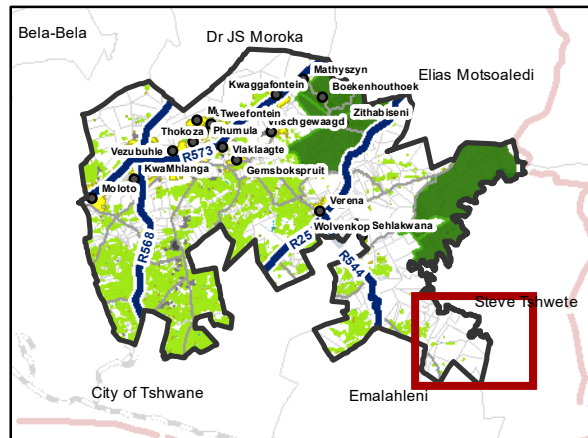 Bela-Bela
Dr JS Moroka
Mathyszyn
Kwaggafontein
Boekenhouthoek
Elias Motsoaledi
Tweefontein
Zithabiseni
Thokoza
Phumula
Vezubuhle
Vlaklaagte
R573
KwaMhlanga
Gemsbokspruit
Moloto
Verena
Wolvenkop
Sehlakwana
R25
R568
R544
Steve Tshwete
City of Tshwane
Emalahleni